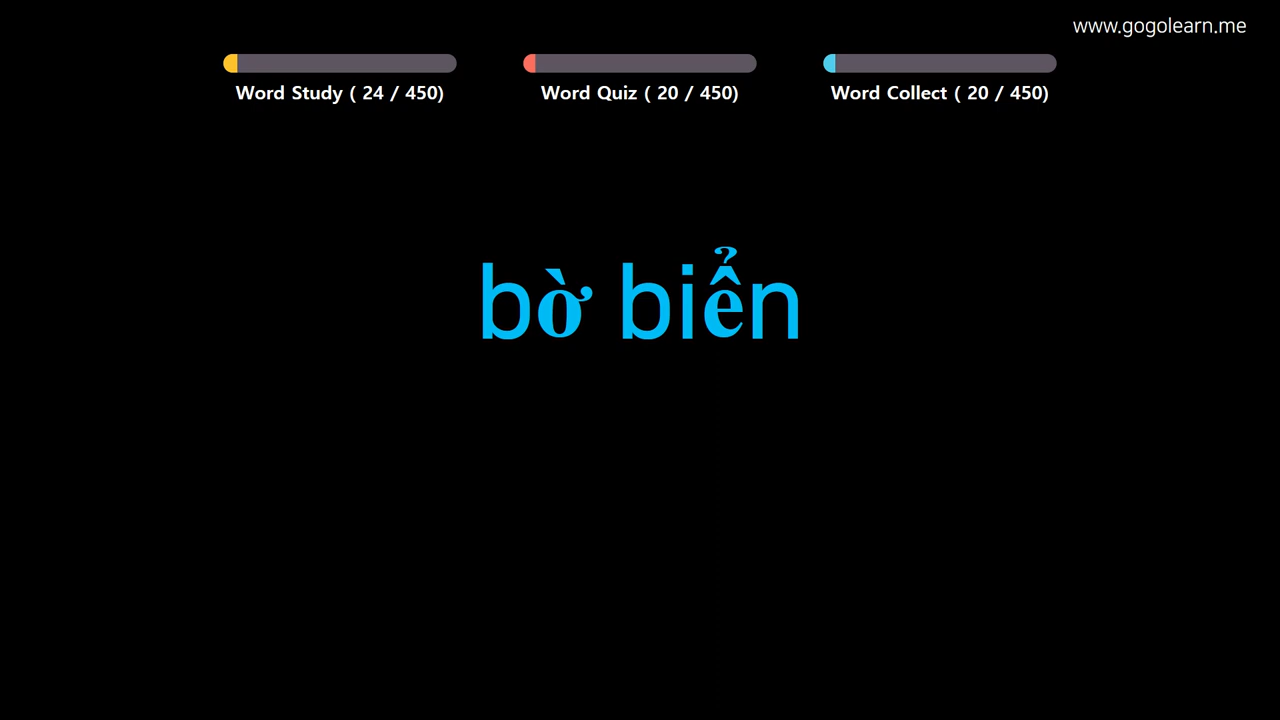 www.gogolearn.me
Word Study ( 24 / 450)
Word Quiz ( 20 / 450)
Word Collect ( 20 / 450)
bờ biển